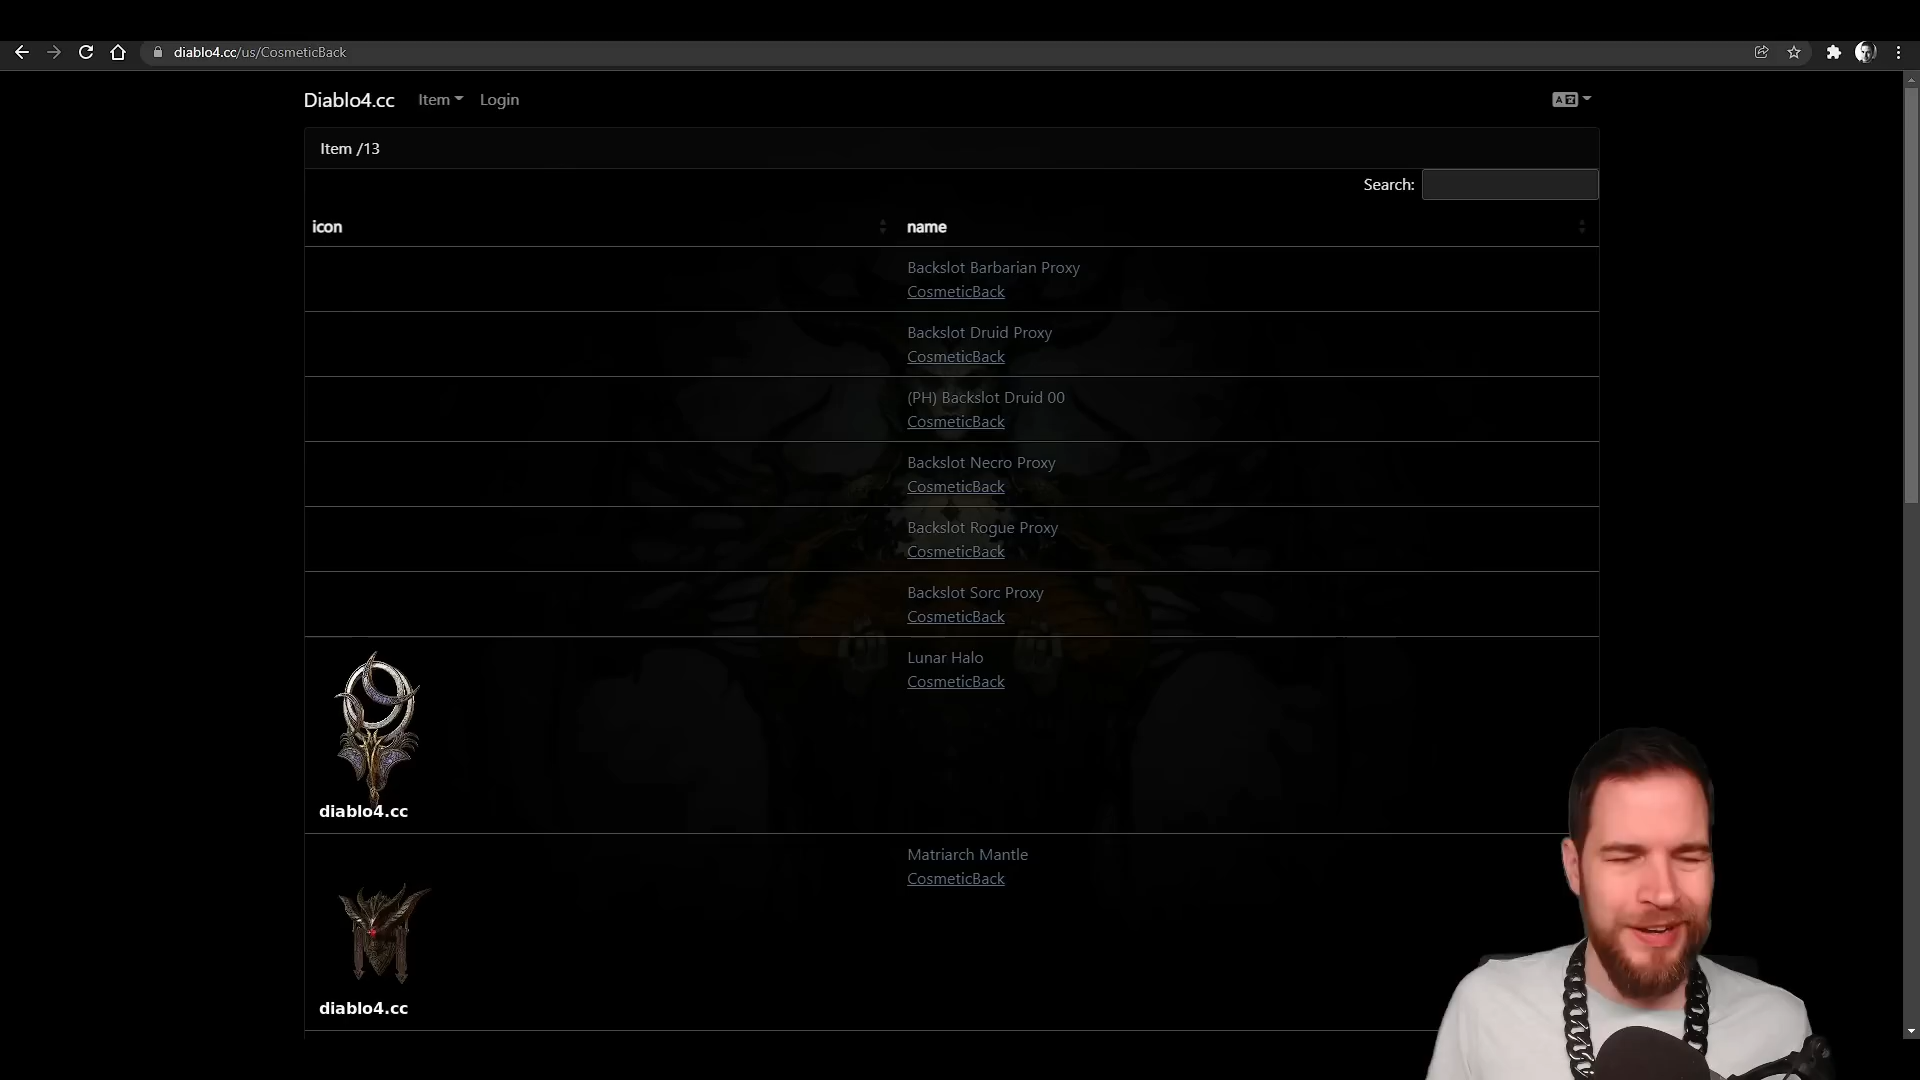 diablo4.cc/us/CosmeticBack
Diablo4.cc Item Login
Item /13
Search:
icon name
Backslot Barbarian Proxy
CosmeticBack
Backslot Druid Proxy
CosmeticBack
(PH) Backslot Druid 00
CosmeticBack
Backslot Necro Proxy
CosmeticBack
Backslot Rogue Proxy
CosmeticBack
Backslot Sorc Proxy
CosmeticBack
Lunar Halo
CosmeticBack
diablo4.cc
Matriarch Mantle
CosmeticBack
diablo4.cc